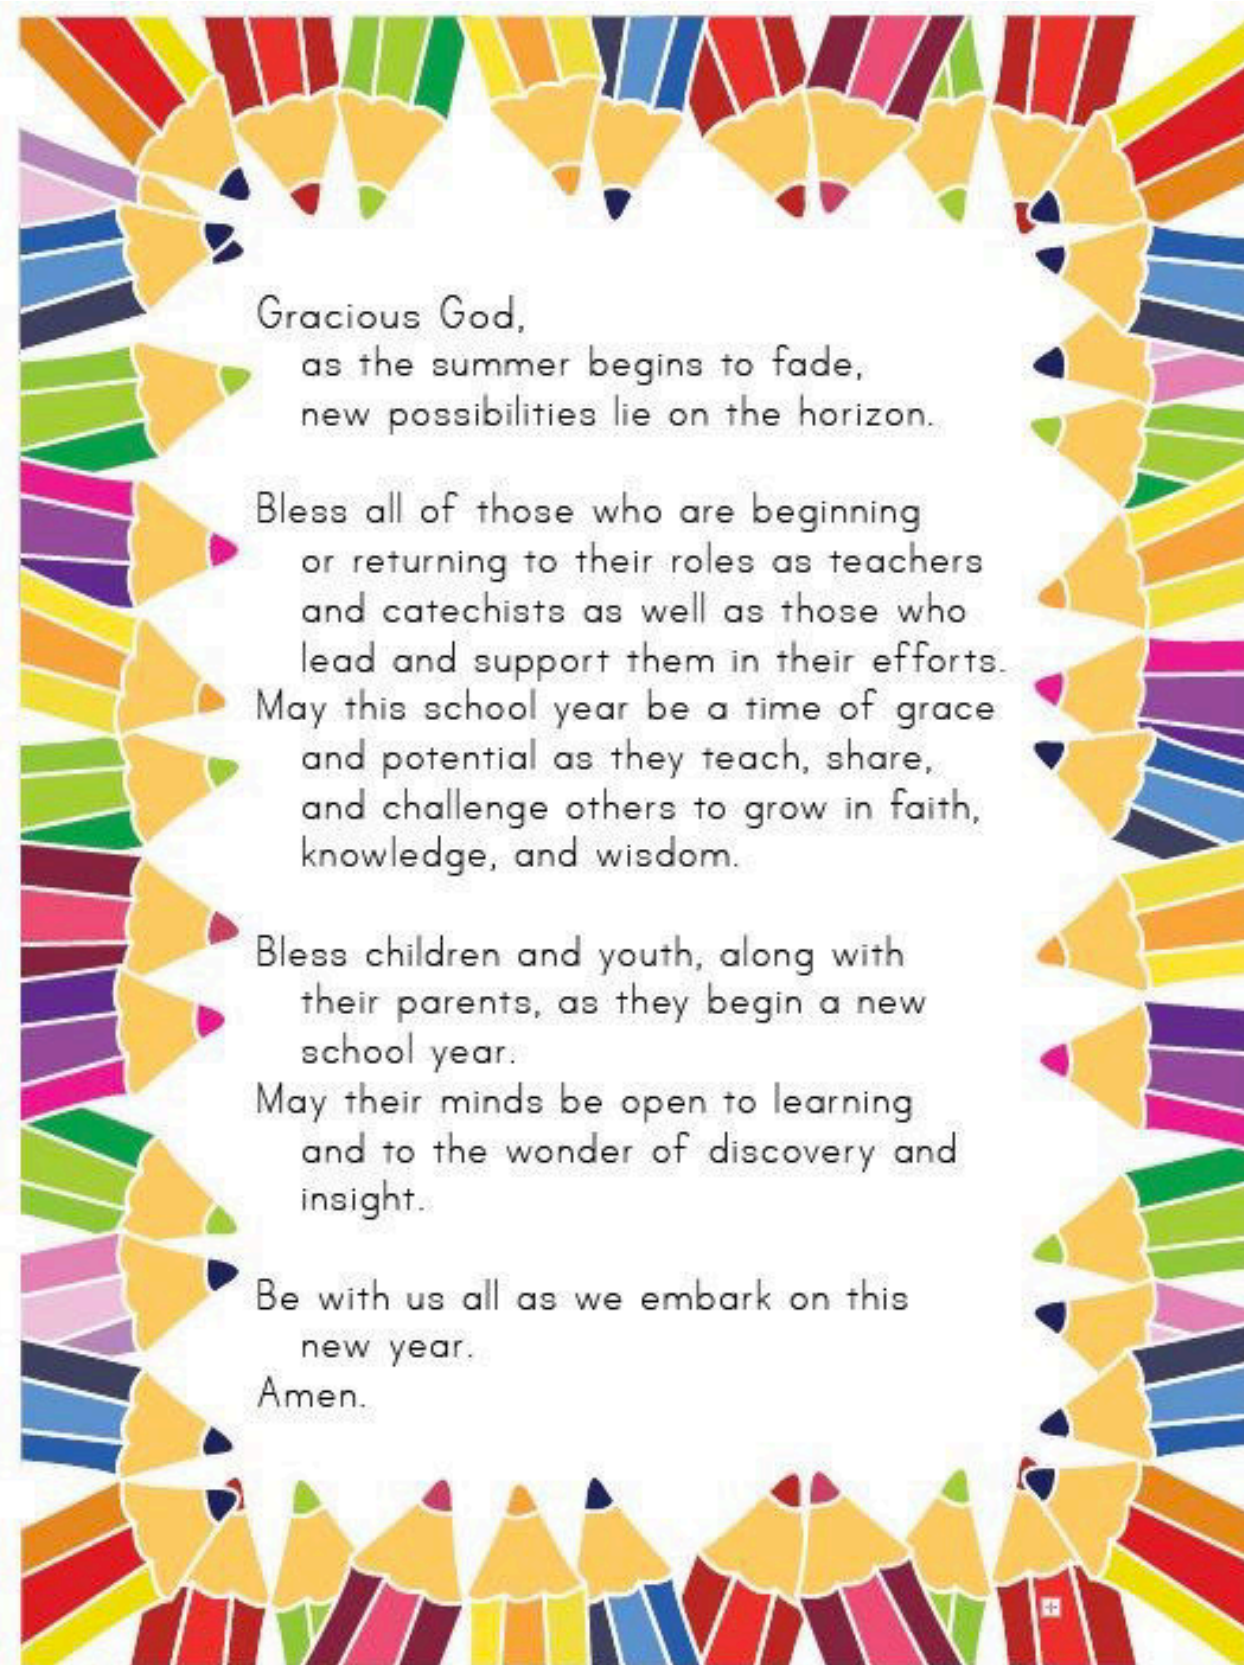 Gracious God,
as the summer begins to fade,
new possibilities lie on the horizon.
Bless all of those who are beginning
or returning to their roles as teachers
and catechists as well as those who
lead and support them in their efforts.
May this school year be a time of grace
and potential as they teach, share,
and challenge others to grow in faith,
knowledge, and wisdom.
Bless children and youth, along with
their parents, as they begin a new
school year.
May their minds be open to learning
and to the wonder of discovery and
insight.
Be with us all as we embark on this
new year.
Amen.